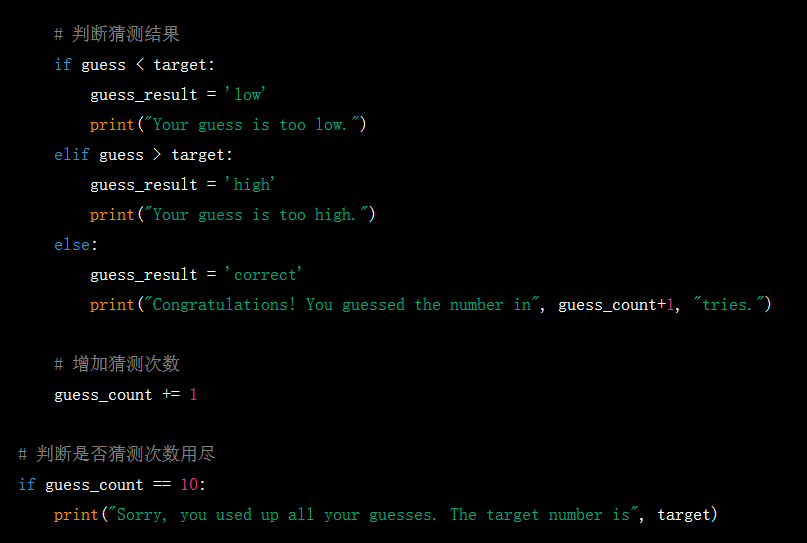 # 判断猜测结果
if guess < target:
guess_result = 'low'
print("Your guess is too low.")
elif guess > target:
guess_result = 'high'
print("Your guess is too high.")
else:
guess_result = 'correct'
print("Congratulations! You guessed the number in", guess_count+1, "tries.")
# 增加猜测次数
guess_count += 1
# 判断是否猜测次数用尽
if guess_count == 10:
print("Sorry, you used up all your guesses. The target number is", target)